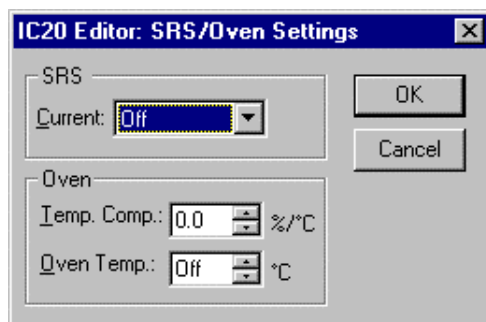 IC20 Editor: SRS/Oven Settings
SRS
Current: Off
OK
Cancel
Oven
Temp. Comp.: 0.0 %/°C
Oven Temp.: Off °C